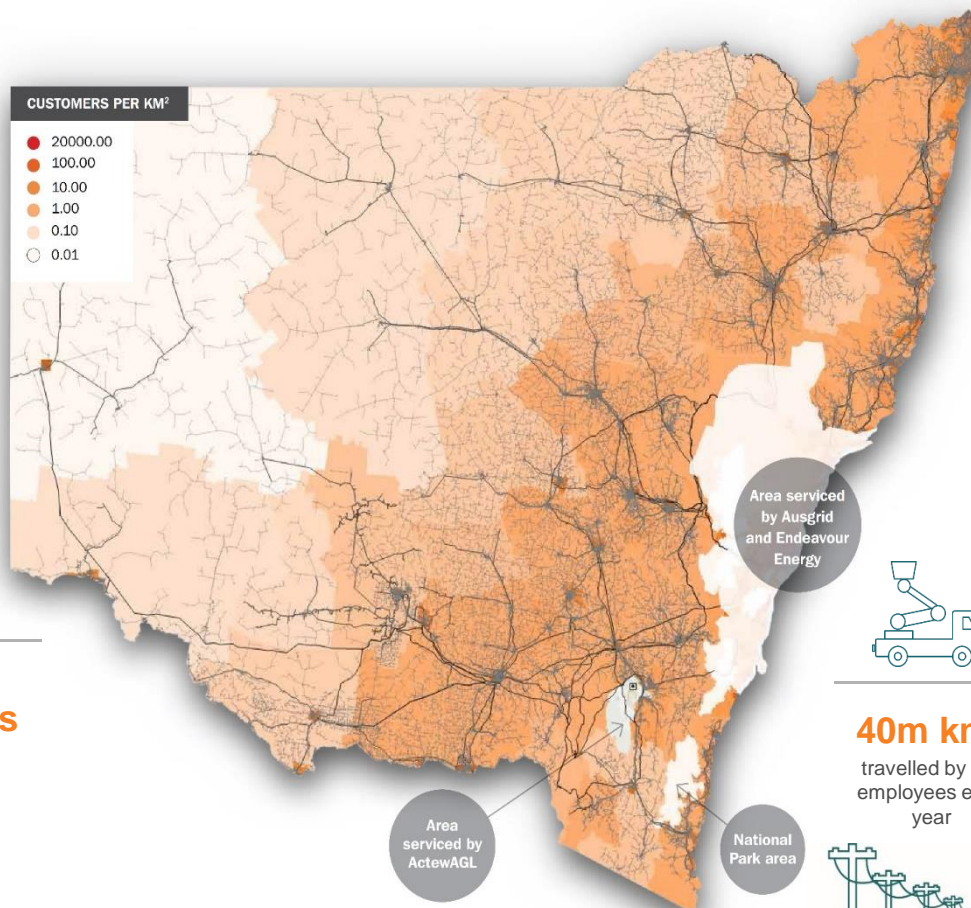 CUSTOMERS PER KM²
20000.00
100.00
10.00
1.00
0.10
0.01
Area serviced
by Ausgrid
and Endeavour
Energy
s
40m km
travelled by
employees e
year
Area
serviced by
ActewAGL
National
Park area